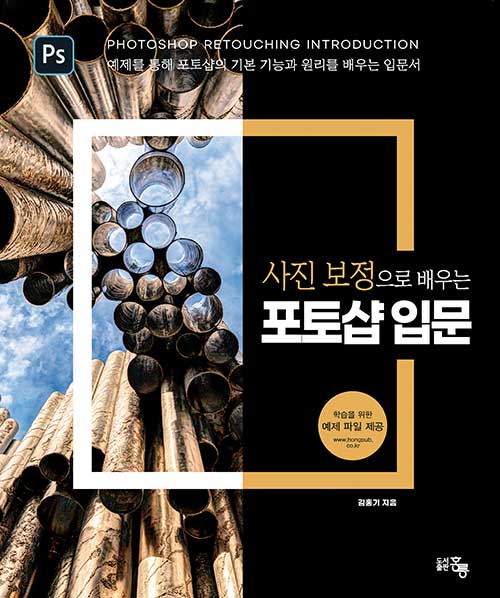 Ps
PHOTOSHOP RETOUCHING INTRODUCTION
예제를 통해 포토샵의 기본 기능과 원리를 배우는 입문서
사진 보정으로 배우는
포토샵 입문
학습을 위한
예제 파일 제공
www.hongpub.
co.kr
김홍기 지음
도서
출판 홍릉